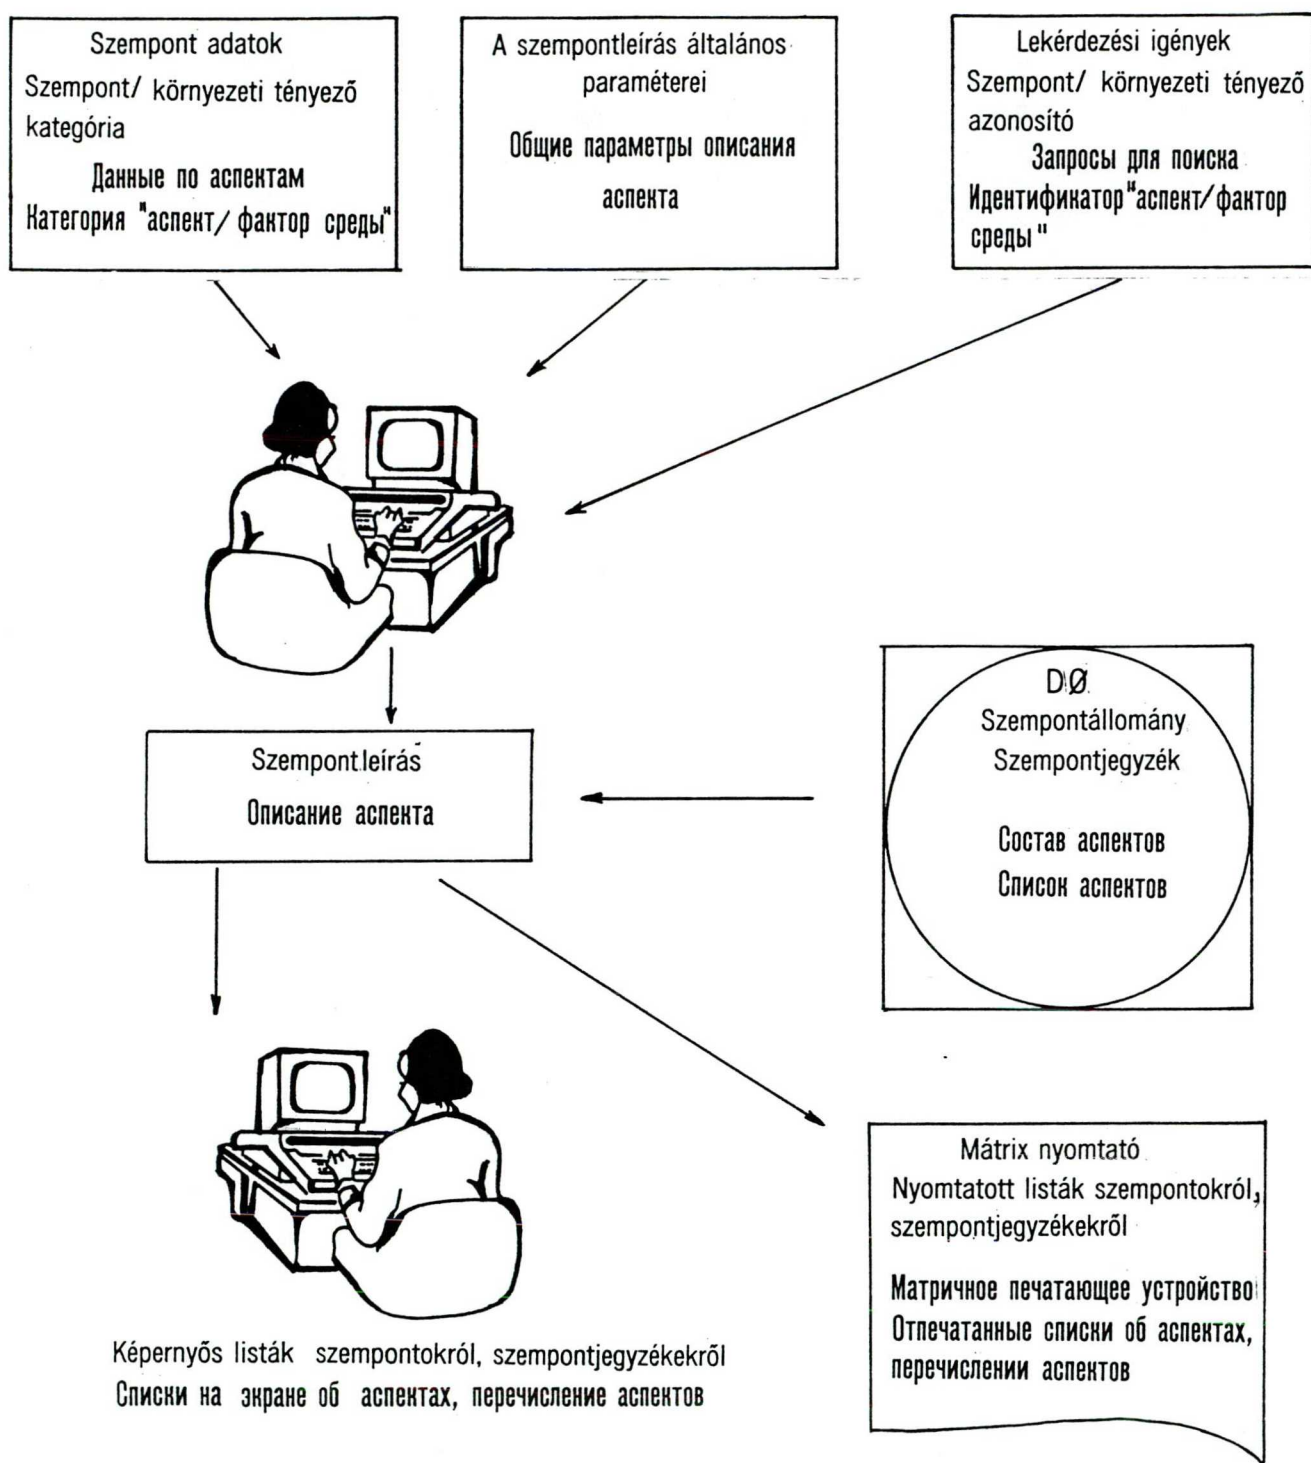 Szempont adatok
Szempont/ környezeti tényező
kategória
Данные по аспектам
Категория "аспект/ фактор среды"
A szempontleírás általános
paraméterei
Общие параметры описания
аспекта
Lekérdezési igények
Szempont/ környezeti tényező
azonosító
Запросы для поиска
Идентификатор "аспект/фактор
среды"
Szempontleírás
Описание аспекта
DØ
Szempontállomány
Szempontjegyzék
Состав аспектов
Список аспектов
Képernyős listák szempontokról, szempontjegyzékekről
Списки на экране об аспектах, перечисление аспектов
Mátrix nyomtató
Nyomtatott listák szempontokról,
szempontjegyzékekről
Матричное печатающее устройство
Отпечатанные списки об аспектах,
перечислении аспектов